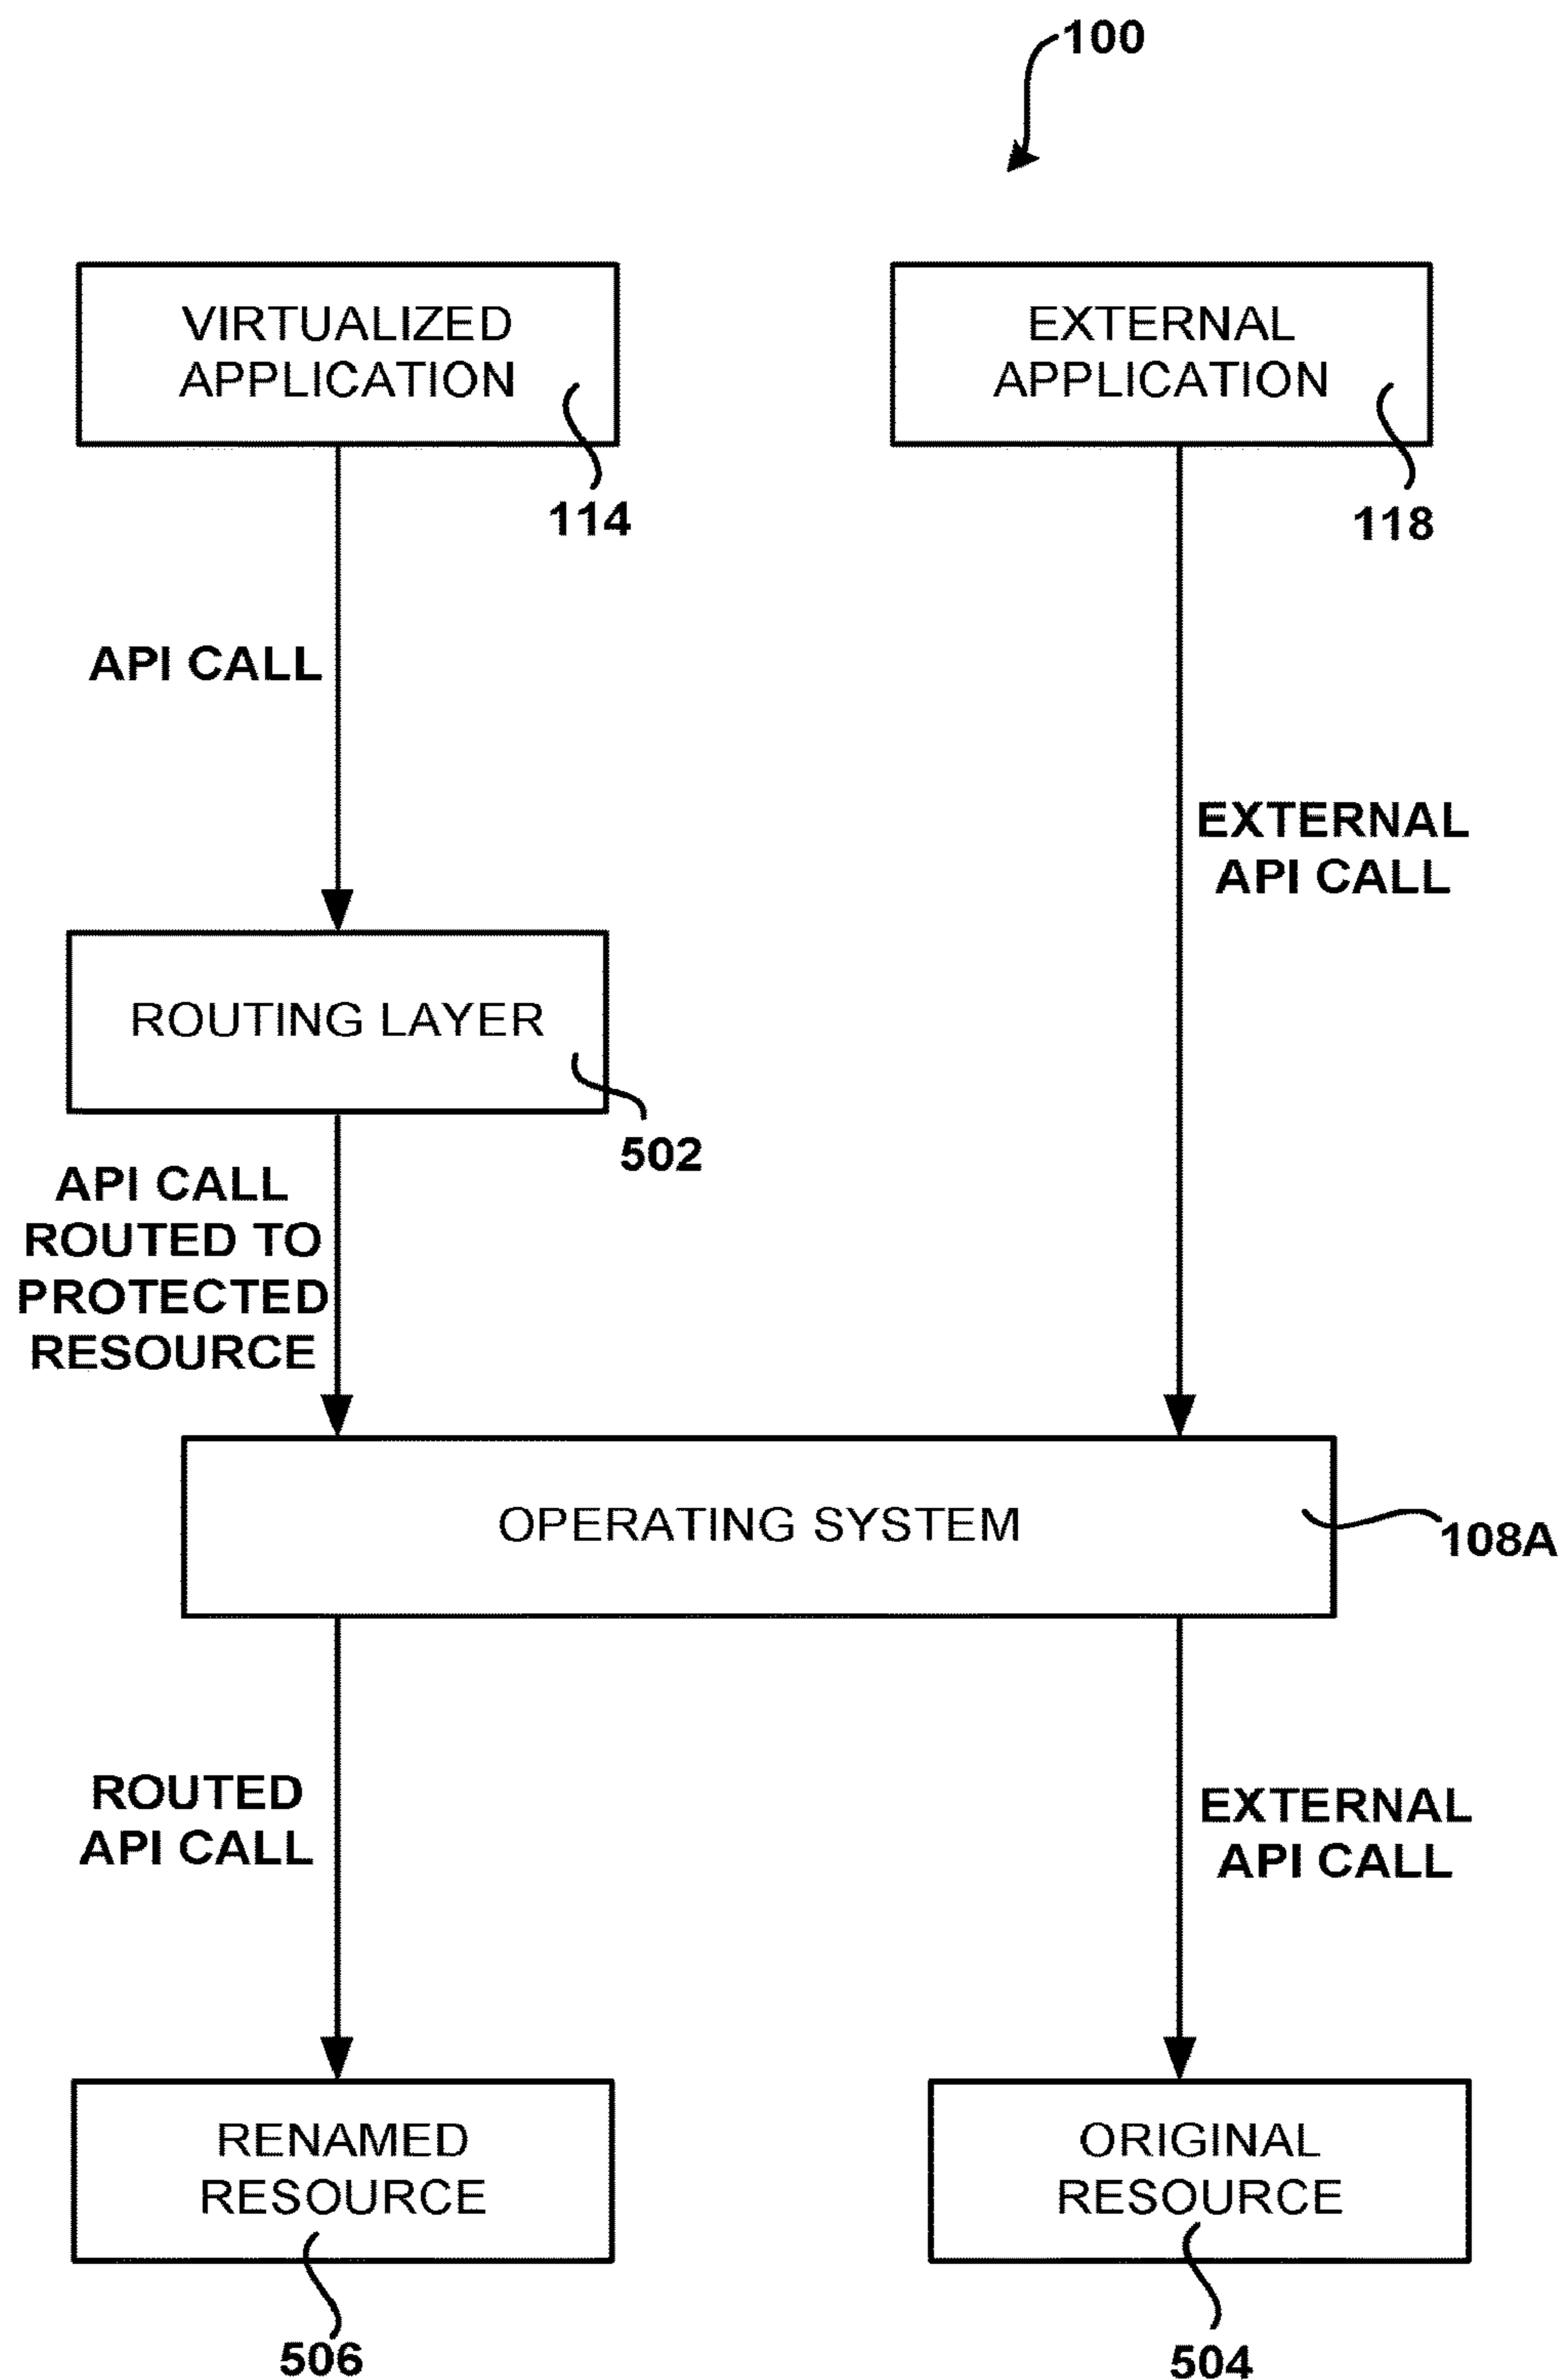 100
VIRTUALIZED
APPLICATION
114
EXTERNAL
APPLICATION
118
API CALL
EXTERNAL
API CALL
ROUTING LAYER
502
API CALL
ROUTED TO
PROTECTED
RESOURCE
OPERATING SYSTEM
108A
ROUTED
API CALL
EXTERNAL
API CALL
RENAMED
RESOURCE
506
ORIGINAL
RESOURCE
504